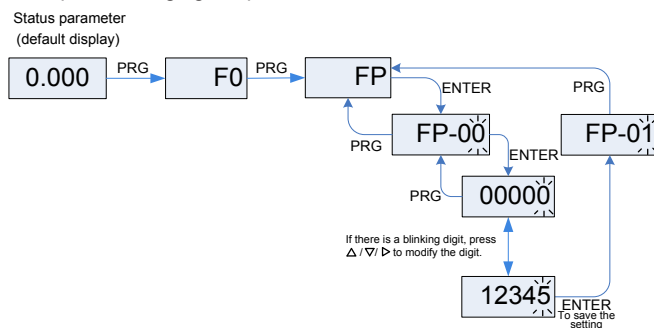 Status parameter
(default display)
0.000
PRG
F0
PRG
FP
ENTER
PRG
FP-00
FP-01
PRG
ENTER
00000
PRG
If there is a blinking digit, press
△ / ▽/ ▷ to modify the digit.
12345
ENTER
To save the
setting